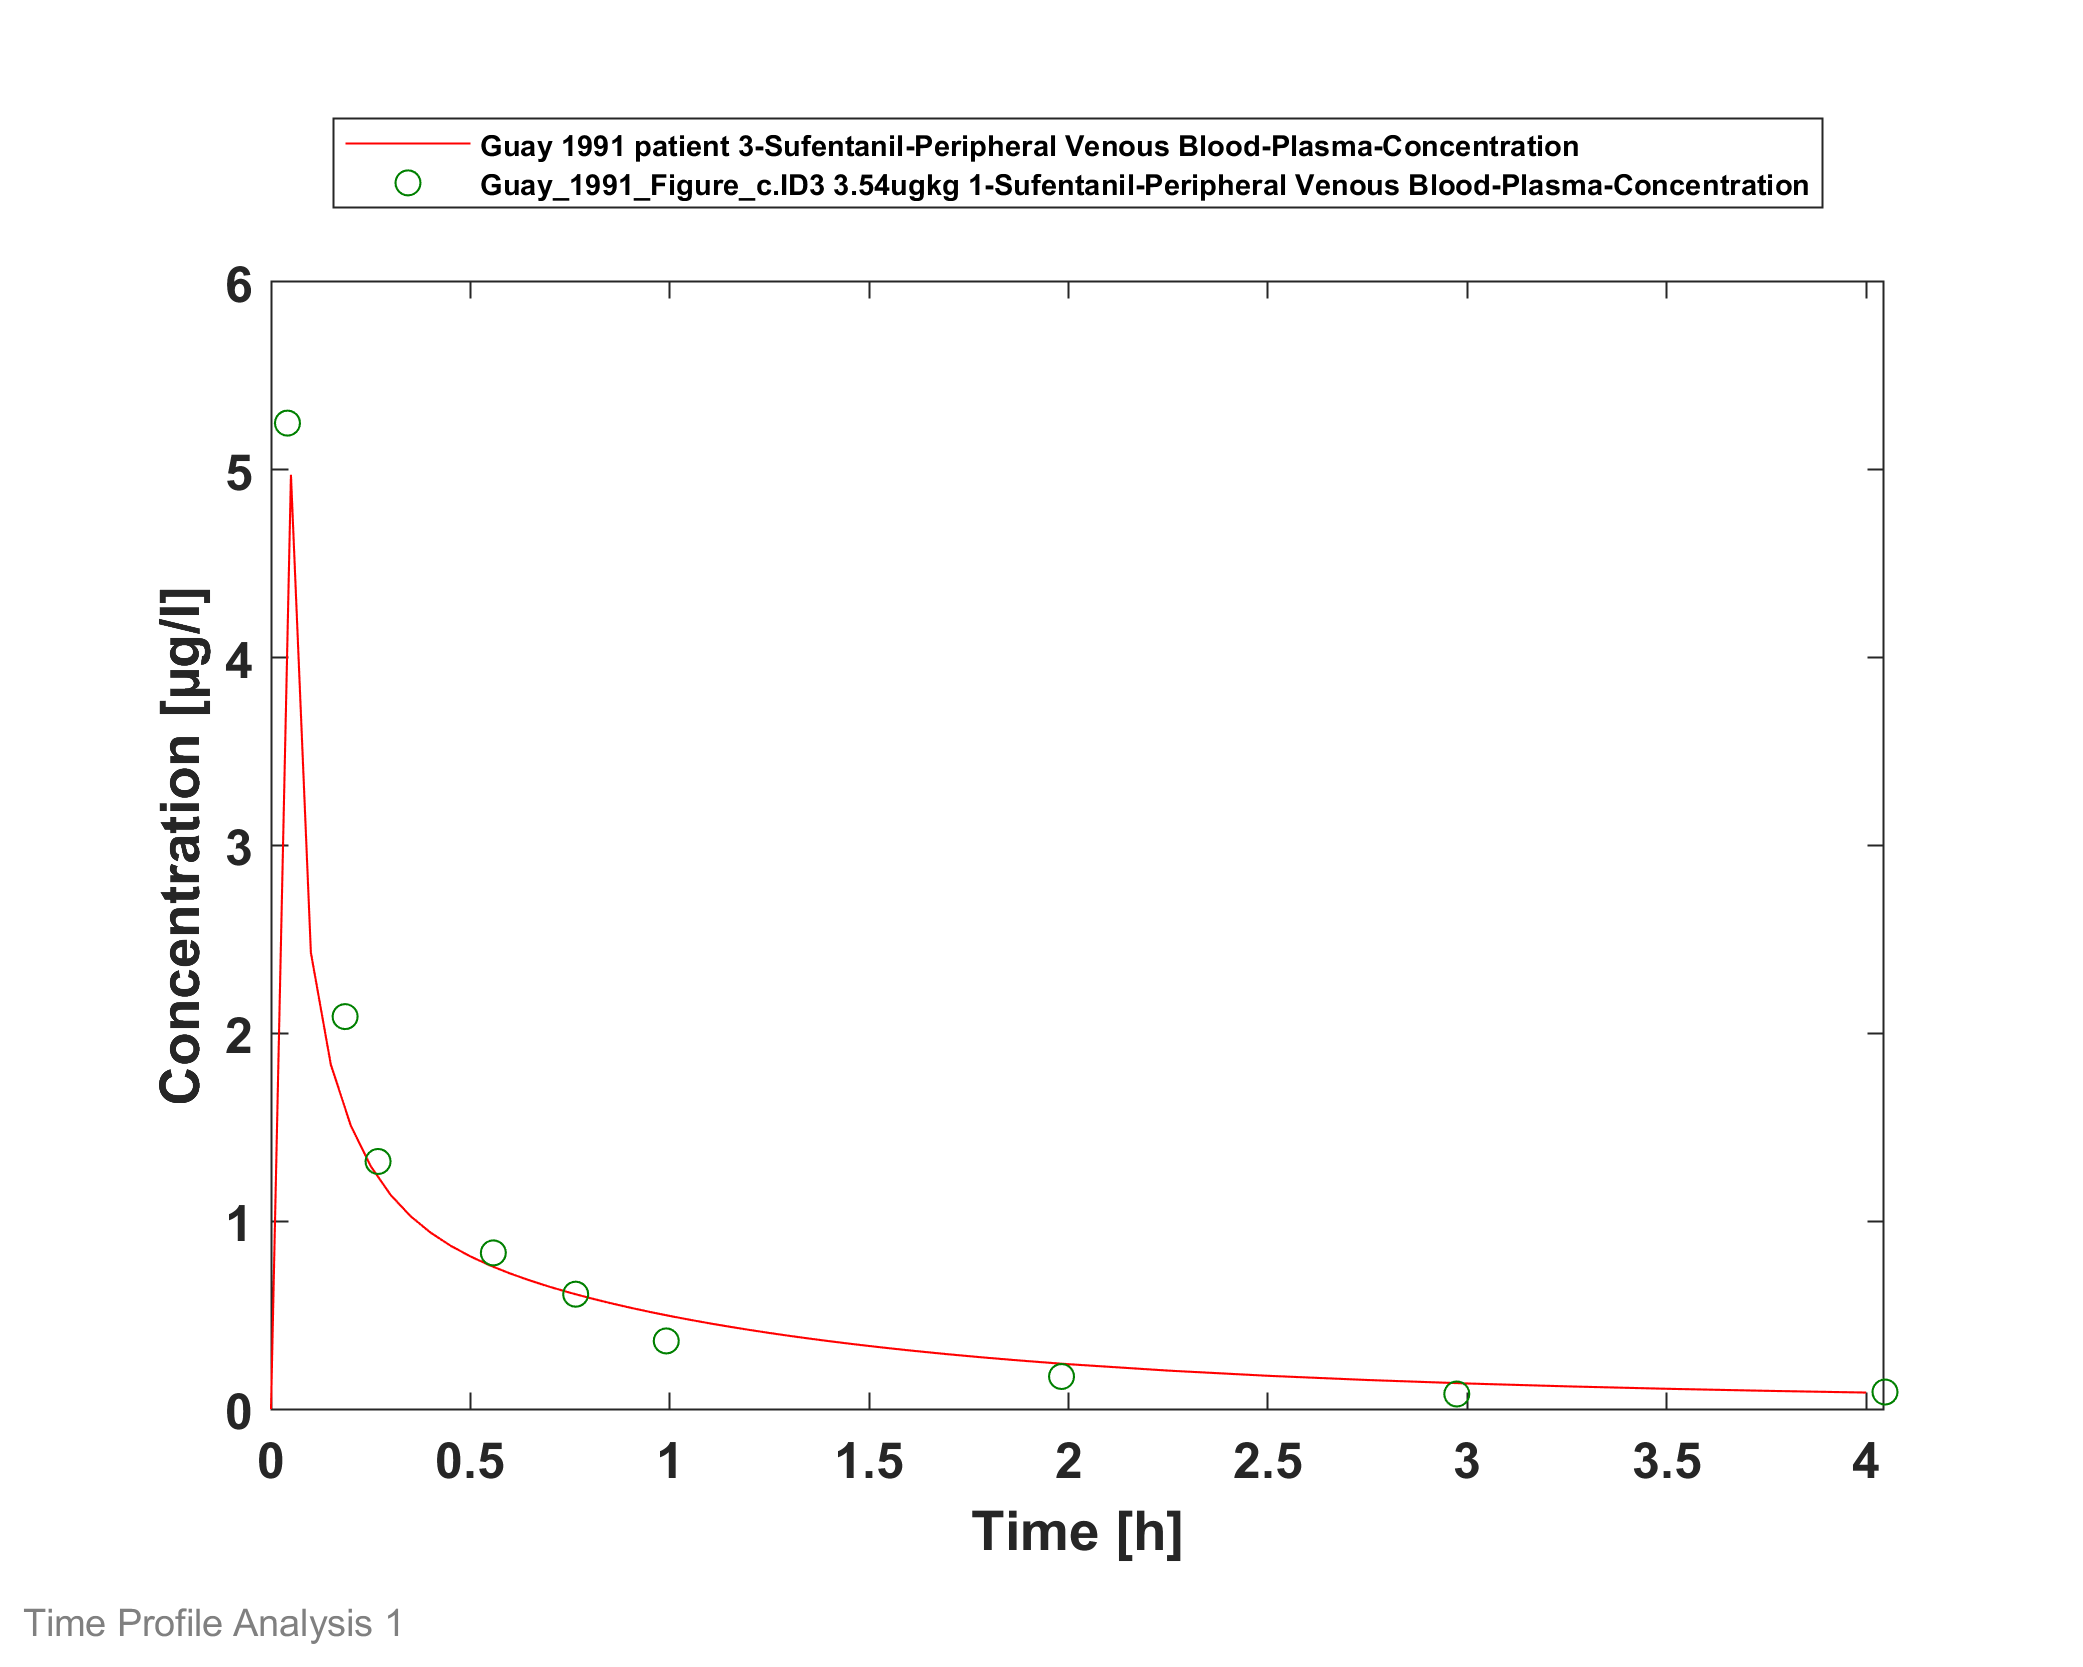 Guay 1991 patient 3-Sufentanil-Peripheral Venous Blood-Plasma-Concentration
Guay_1991_Figure_c.ID3 3.54ugkg 1-Sufentanil-Peripheral Venous Blood-Plasma-Concentration
6
5
4
3
2
1
0
Concentration [µg/l]
0 0.5 1 1.5 2 2.5 3 3.5 4
Time [h]
Time Profile Analysis 1